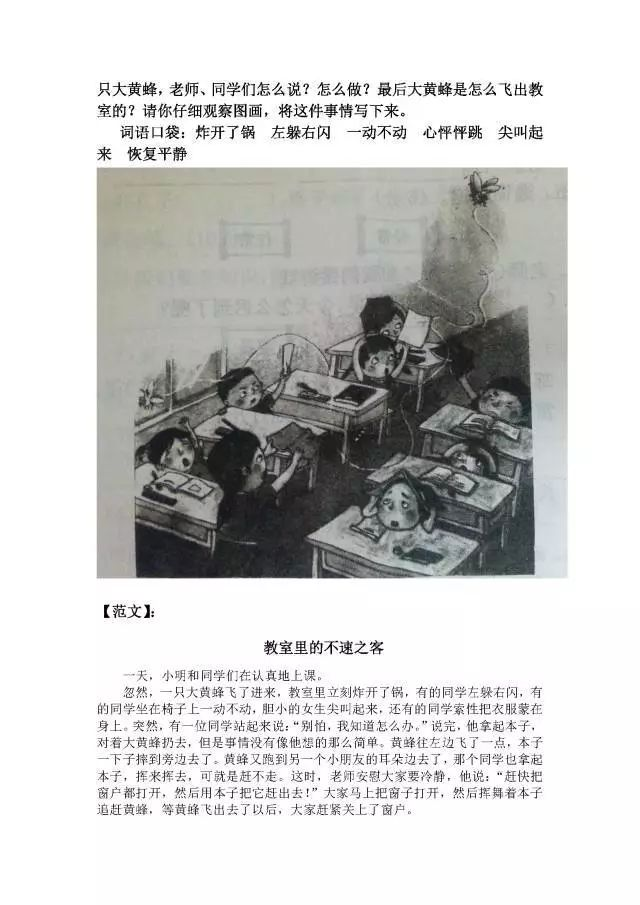 只大黄蜂，老师、同学们怎么说？怎么做？最后大黄蜂是怎么飞出教
室的？请你仔细观察图画，将这件事情写下来。
词语口袋：炸开了锅 左躲右闪 一动不动 心怦怦跳 尖叫起
来 恢复平静
【范文】：
教室里的不速之客
一天，小明和同学们在认真地上课。
忽然，一只大黄蜂飞了进来，教室里立刻炸开了锅，有的同学左躲右闪，有
的同学坐在椅子上一动不动，胆小的女生尖叫起来，还有的同学索性把衣服蒙在
身上。突然，有一位同学站起来说：“别怕，我知道怎么办。”说完，他拿起本子，
对着大黄蜂扔去，但是事情没有像他想的那么简单。黄蜂往左边飞了一点，本子
一下子摔到旁边去了。黄蜂又跑到另一个小朋友的耳朵边去了，那个同学也拿起
本子，挥来挥去，可就是赶不走。这时，老师安慰大家要冷静，他说：“赶快把
窗户都打开，然后用本子把它赶出去！”大家马上把窗子打开，然后挥舞着本子
追赶黄蜂，等黄蜂飞出去了以后，大家赶紧关上了窗户。